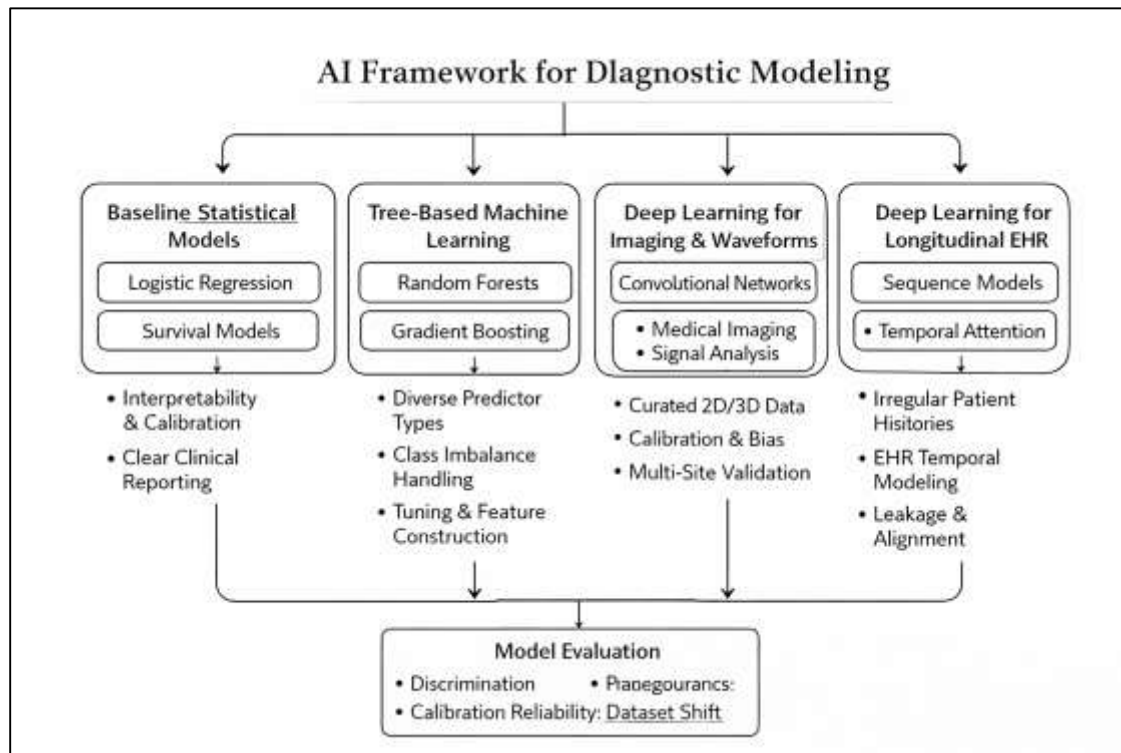 AI Framework for Dlagnostic Modeling
Baseline Statistical
Models
Logistic Regression
Survival Models
• Interpretability
& Calibration
• Clear Clinical
Reporting
Tree-Based Machine
Learning
Random Forests
Gradient Boosting
• Diverse Predictor
Types
• Class Imbalance
Handling
• Tuning & Feature
Construction
Deep Learning for
Imaging & Waveforms
Convolutional Networks
• Medical Imaging
• Signal Analysis
• Curated 2D/3D Data
• Calibration & Bias
• Multi-Site Validation
Deep Learning for
Longitudinal EHR
Sequence Models
• Temporal Attention
• Irregular Patient
Hisitories
• EHR Temporal
Modeling
• Leakage &
Alignment
Model Evaluation
• Discrimination •
• Calibration Reliability: Dataset Shift